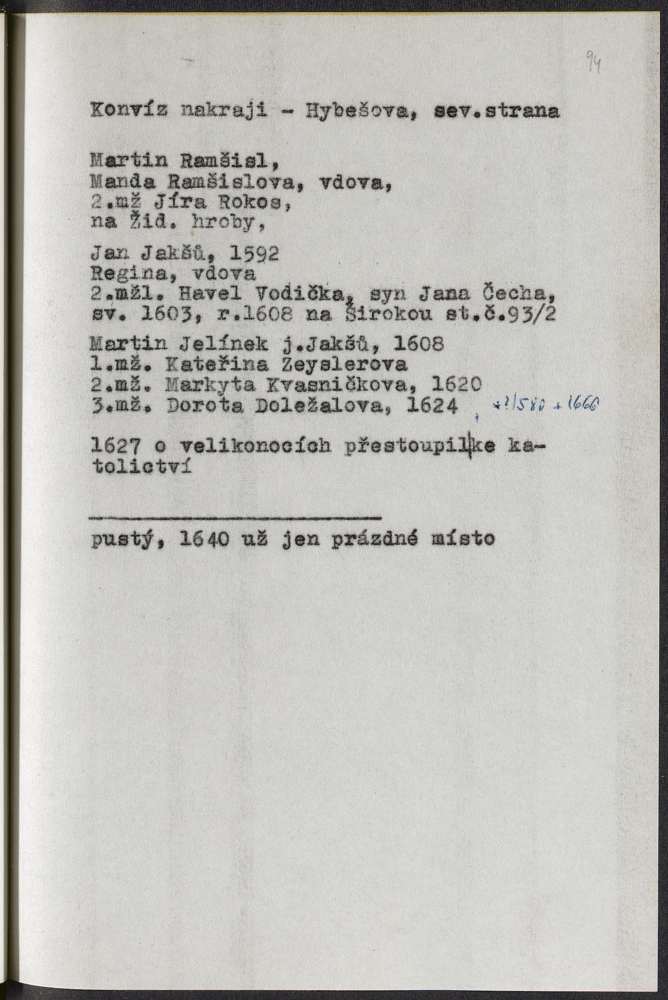 94
Konvíz nakraji - Hybešova, sev.strana
Martin Ramšisl,
Manda Ramšislova, vdova,
2.mž Jíra Rokos,
na Žid. hroby,
Jan Jakšů, 1592
Regina, vdova
2.mžl. Havel Vodička, syn Jana Čecha,
sv. 1603, r.1608 na Širokou st.č.93/2
Martin Jelínek j.Jakšů, 1608
1.mž. Kateřina Zeyslerova
2.mž. Markyta Kvasničkova, 1620
3.mž. Dorota Doležalova, 1624 +1666
1627 o velikonocích přestoupil|ke ka-
tolictví
pustý, 1640 už jen prázdné místo